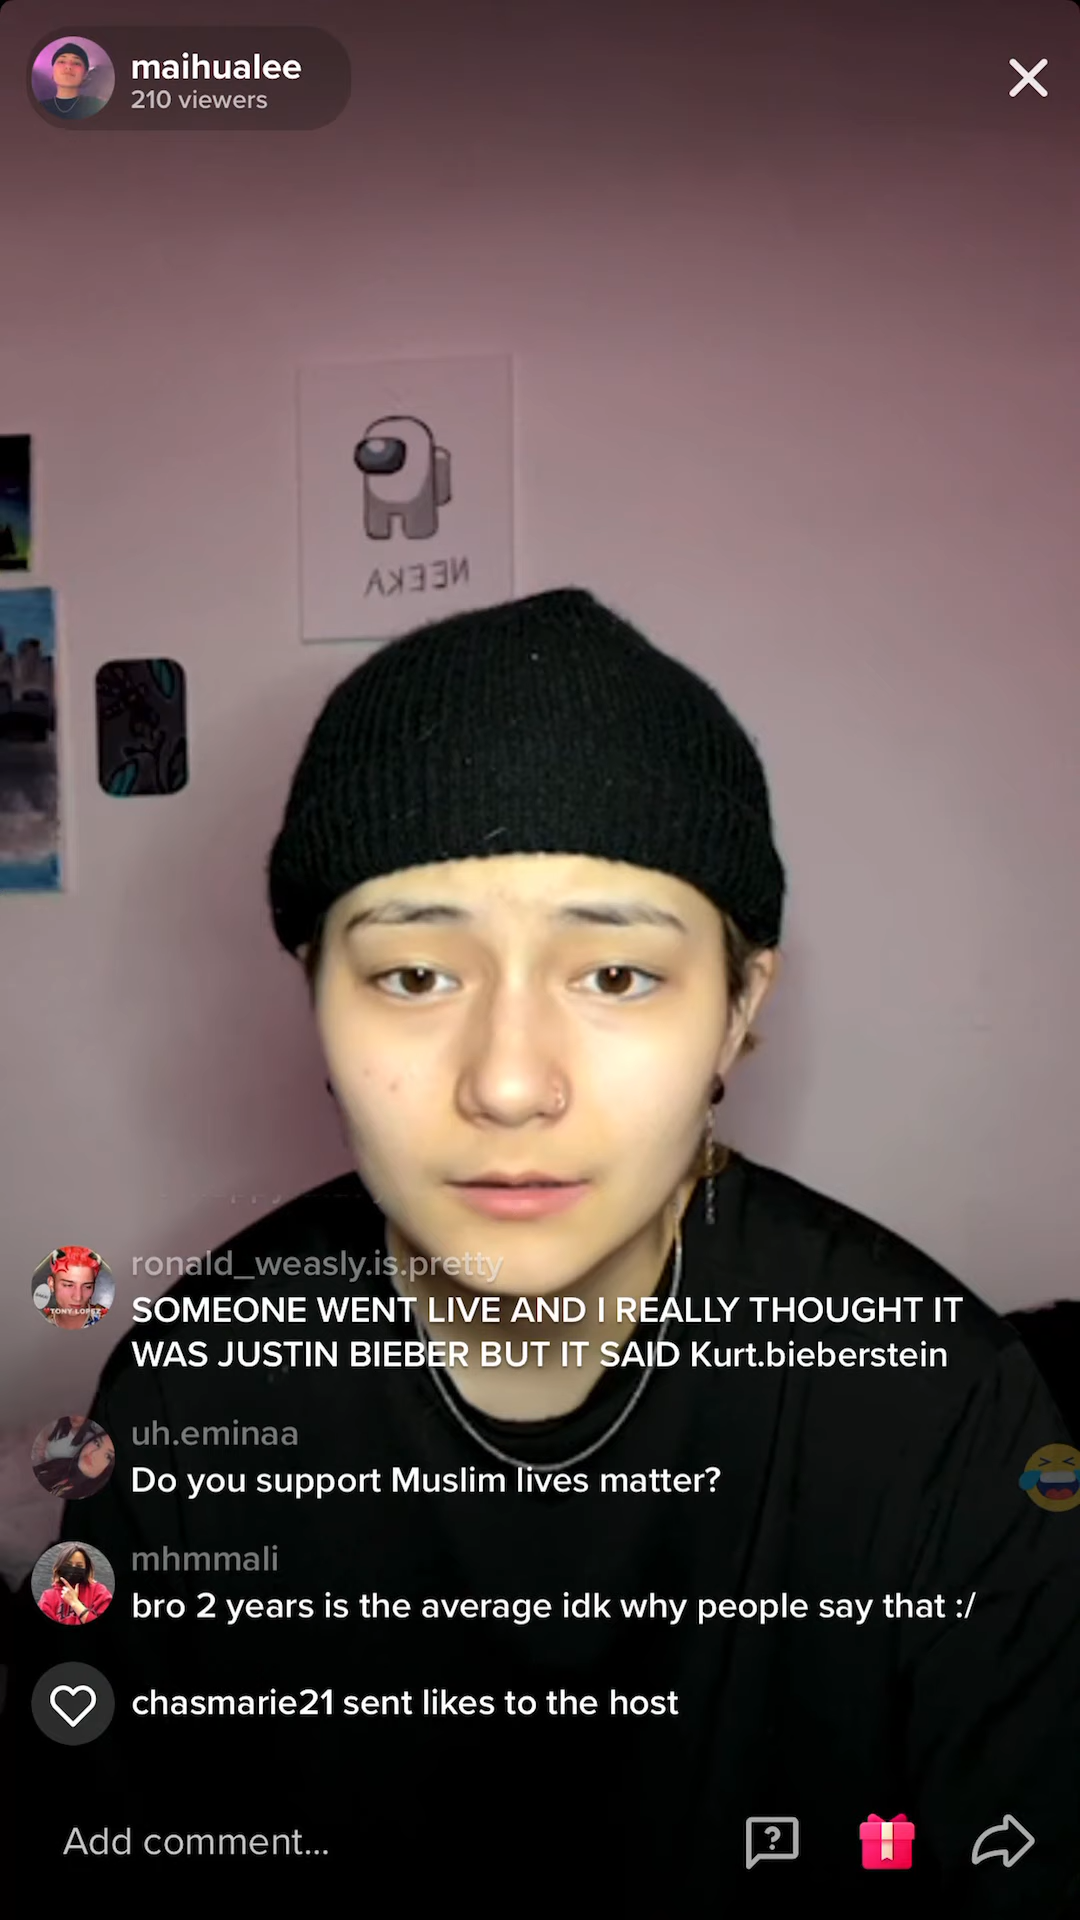 maihualee
210 viewers
NEEKA
ronald_weasly.is.pretty
SOMEONE WENT LIVE AND I REALLY THOUGHT IT
WAS JUSTIN BIEBER BUT IT SAID Kurt.bieberstein
TONY LOPEZ
uh.eminaa
Do you support Muslim lives matter?
mhmmali
bro 2 years is the average idk why people say that :/
chasmarie21 sent likes to the host
Add comment...
?